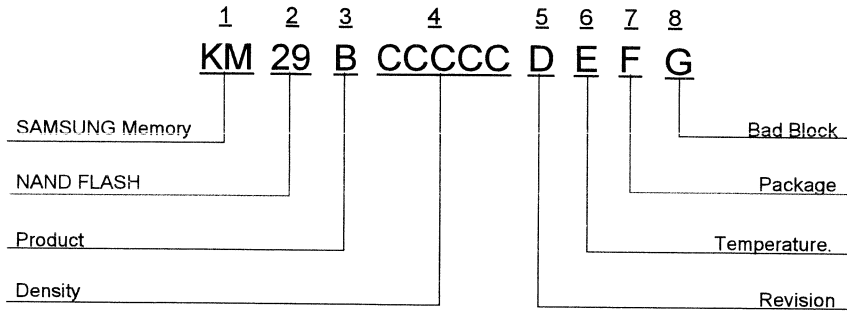 1 2 3 4 5 6 7 8
KM 29 B CCCCC D E F G
SAMSUNG Memory
Bad Block
NAND FLASH
Package
Product
Temperature.
Density
Revision